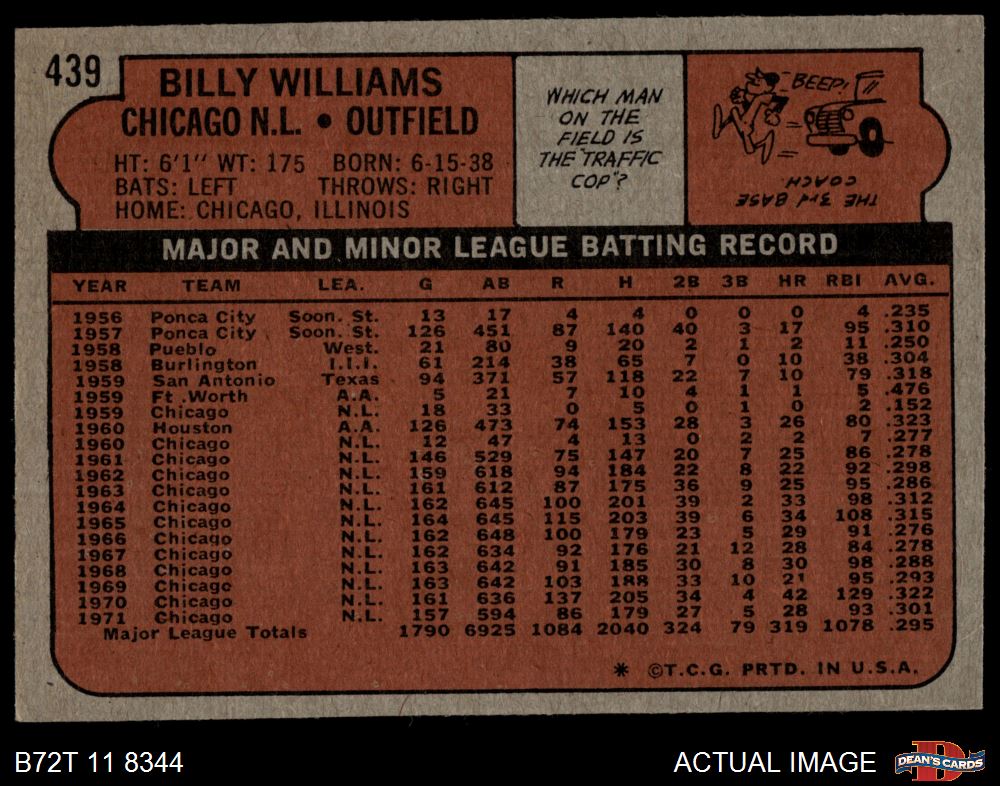 439
BILLY WILLIAMS
CHICAGO N.L. • OUTFIELD
HT: 6'1" WT: 175 BORN: 6-15-38
BATS: LEFT THROWS: RIGHT
HOME: CHICAGO, ILLINOIS
WHICH MAN
ON THE
FIELD IS
THE "TRAFFIC
COP"?
BEEP!
THE 3rd BASE
COACH
MAJOR AND MINOR LEAGUE BATTING RECORD
YEAR TEAM LEA. G AB R H 2B 3B HR RBI AVG.
1956 Ponca City Soon. St. 13 17 4 4 0 0 0 4 .235
1957 Ponca City Soon. St. 126 451 87 140 40 3 17 95 .310
1958 Pueblo West. 21 80 9 20 2 1 2 11 .250
1958 Burlington I.I.I. 61 214 38 65 7 0 10 38 .304
1959 San Antonio Texas 94 371 57 118 22 7 10 79 .318
1959 Ft. Worth A.A. 5 21 7 10 4 1 1 5 .476
1959 Chicago N.L. 18 33 0 5 0 1 0 2 .152
1960 Houston A.A. 126 473 74 153 28 3 26 80 .323
1960 Chicago N.L. 12 47 4 13 0 2 2 7 .277
1961 Chicago N.L. 146 529 75 147 20 7 25 86 .278
1962 Chicago N.L. 159 618 94 184 22 8 22 92 .298
1963 Chicago N.L. 161 612 87 175 36 9 25 95 .286
1964 Chicago N.L. 162 645 100 201 39 2 33 98 .312
1965 Chicago N.L. 164 645 115 203 39 6 34 108 .315
1966 Chicago N.L. 162 648 100 179 23 5 29 91 .276
1967 Chicago N.L. 162 634 92 176 21 12 28 84 .278
1968 Chicago N.L. 163 642 91 185 30 8 30 98 .288
1969 Chicago N.L. 163 642 103 188 33 10 21 95 .293
1970 Chicago N.L. 161 636 137 205 34 4 42 129 .322
1971 Chicago N.L. 157 594 86 179 27 5 28 93 .301
Major League Totals 1790 6925 1084 2040 324 79 319 1078 .295
* ©T.C.G. PRTD. IN U.S.A.
B72T 11 8344
ACTUAL IMAGE
D
DEAN'S CARDS